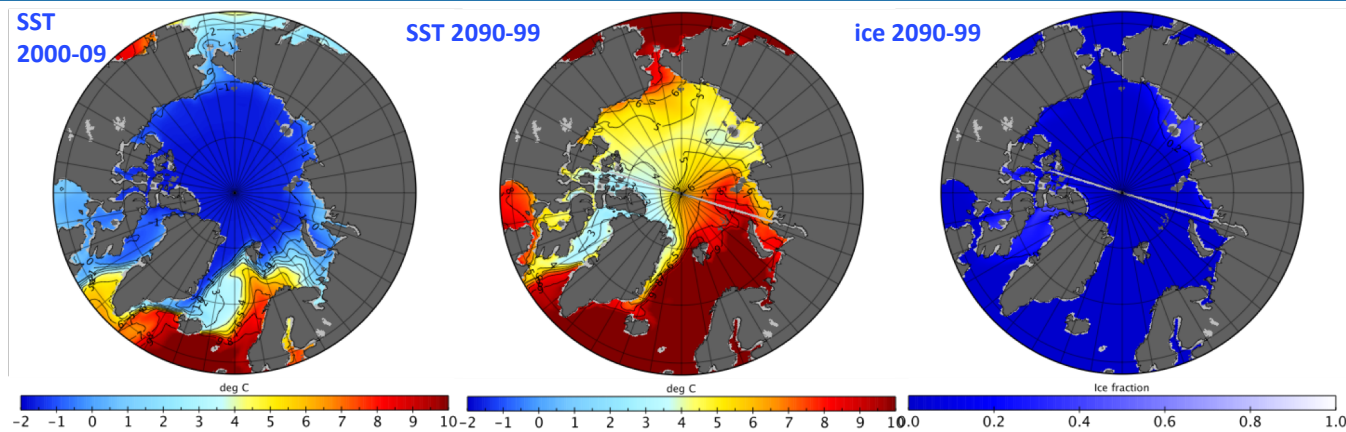 SST
2000-09
SST 2090-99
ice 2090-99
deg C
deg C
Ice fraction
−2 −1 0 1 2 3 4 5 6 7 8 9 10
−2 −1 0 1 2 3 4 5 6 7 8 9 10
0.0 0.2 0.4 0.6 0.8 1.0